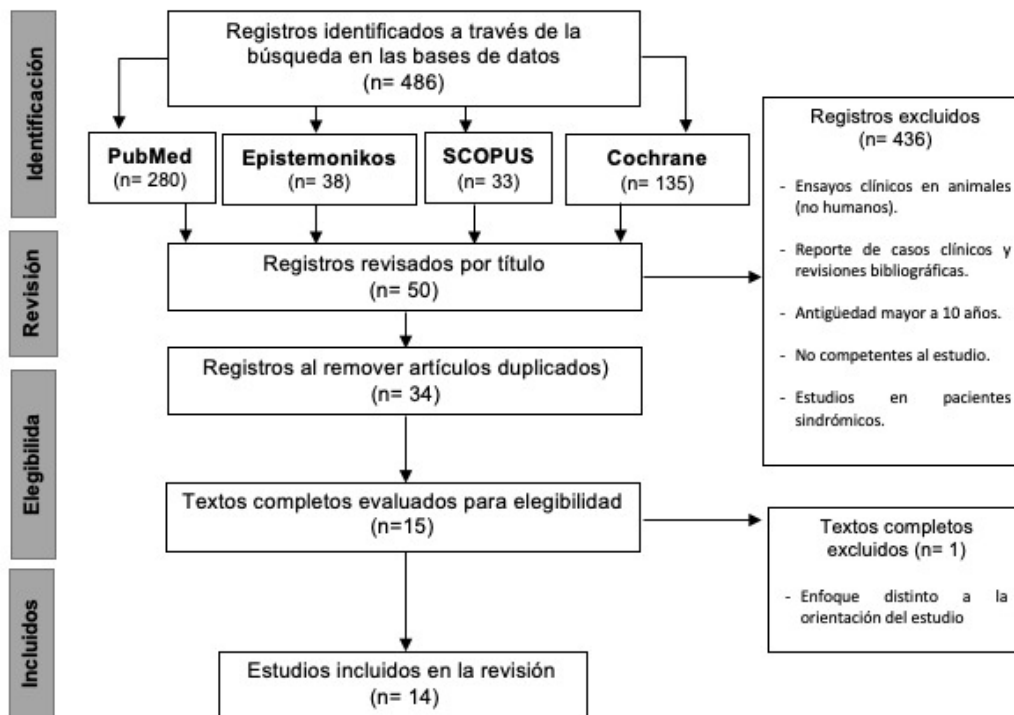 Identificación
Registros identificados a través de la
búsqueda en las bases de datos
(n= 486)
PubMed
(n= 280)
Epistemonikos
(n= 38)
SCOPUS
(n= 33)
Cochrane
(n= 135)
Registros excluidos
(n= 436)
- Ensayos clínicos en animales
(no humanos).
- Reporte de casos clínicos y
revisiones bibliográficas.
- Antigüedad mayor a 10 años.
- No competentes al estudio.
- Estudios en pacientes
sindrómicos.
Revisión
Registros revisados por título
(n= 50)
Registros al remover artículos duplicados)
(n= 34)
Elegibilida
Textos completos evaluados para elegibilidad
(n=15)
Textos completos
excluidos (n= 1)
- Enfoque distinto a la
orientación del estudio
Incluidos
Estudios incluidos en la revisión
(n= 14)